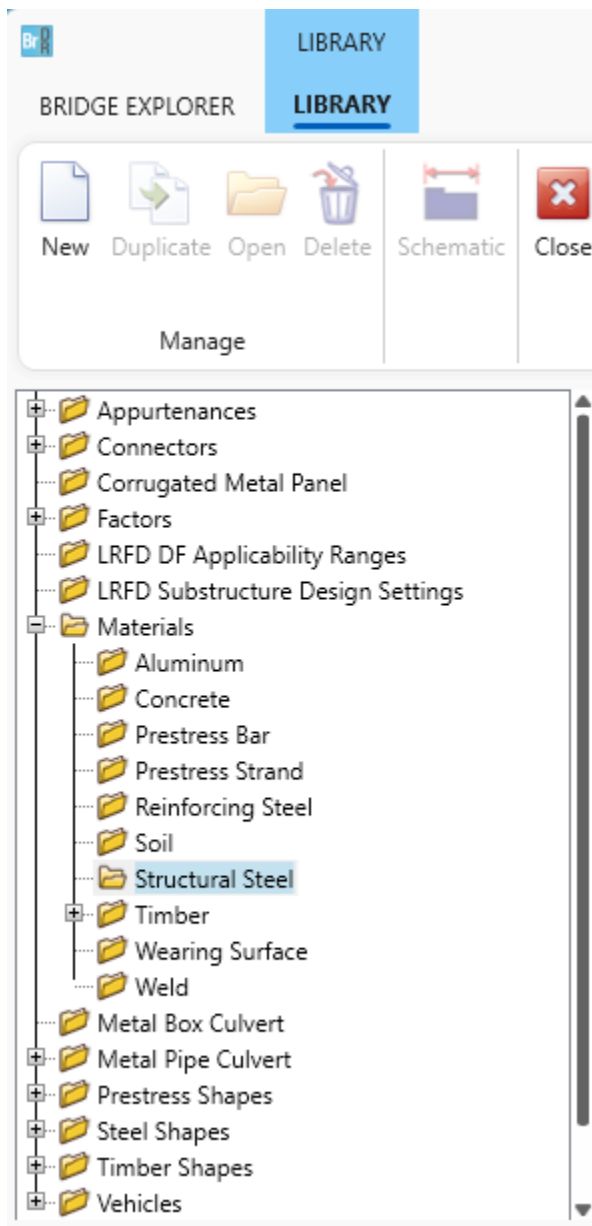 BrDR
LIBRARY
BRIDGE EXPLORER LIBRARY
New Duplicate Open Delete Schematic Close
Manage
Appurtenances
Connectors
Corrugated Metal Panel
Factors
LRFD DF Applicability Ranges
LRFD Substructure Design Settings
Materials
Aluminum
Concrete
Prestress Bar
Prestress Strand
Reinforcing Steel
Soil
Structural Steel
Timber
Wearing Surface
Weld
Metal Box Culvert
Metal Pipe Culvert
Prestress Shapes
Steel Shapes
Timber Shapes
Vehicles